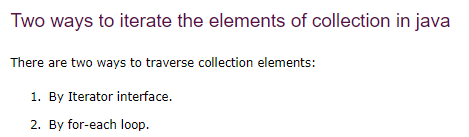 Two ways to iterate the elements of collection in java
There are two ways to traverse collection elements:
1. By Iterator interface.
2. By for-each loop.